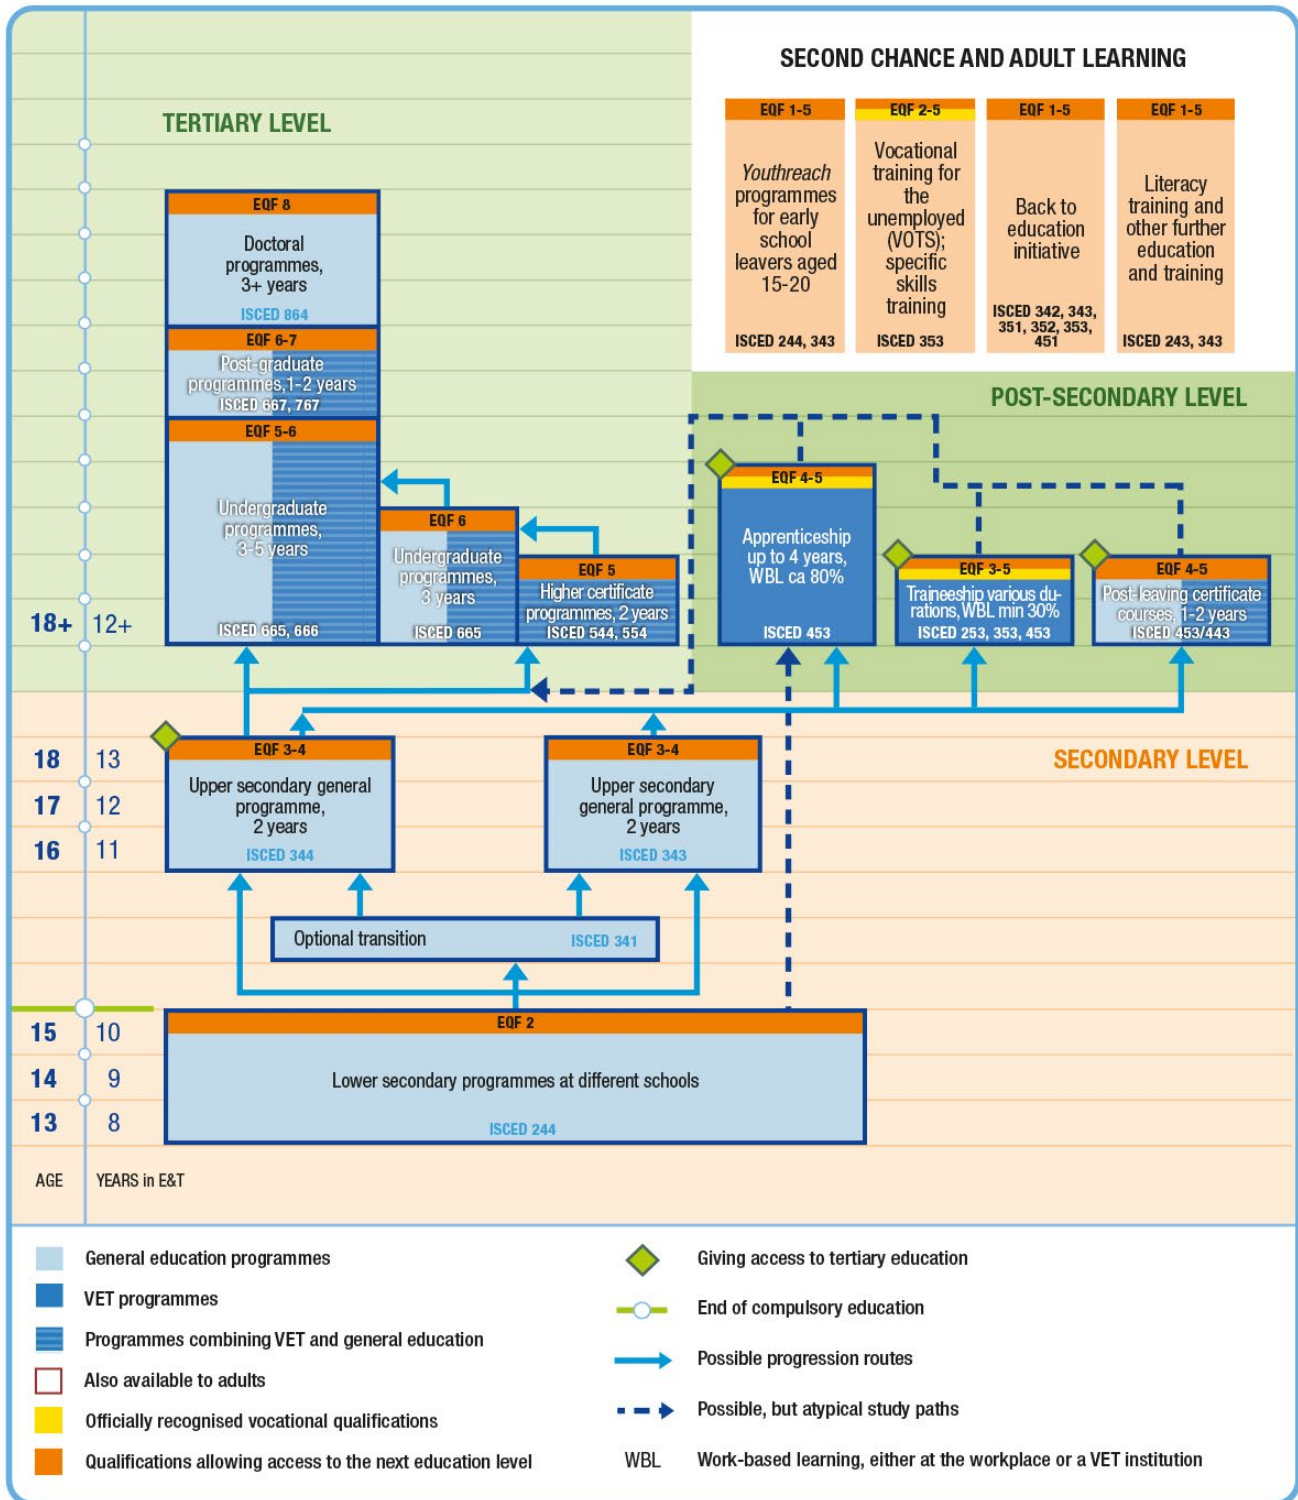 SECOND CHANCE AND ADULT LEARNING
EQF 1-5
Youthreach
programmes
for early
school
leavers aged
15-20
ISCED 244, 343
EQF 2-5
Vocational
training for
the
unemployed
(VOTS);
specific
skills
training
ISCED 353
EQF 1-5
Back to
education
initiative
ISCED 342, 343,
351, 352, 353,
451
EQF 1-5
Literacy
training and
other further
education
and training
ISCED 243, 343
TERTIARY LEVEL
EQF 8
Doctoral
programmes,
3+ years
ISCED 864
EQF 6-7
Post-graduate
programmes,1-2 years
ISCED 667, 767
EQF 5-6
Undergraduate
programmes,
3-5 years
ISCED 665, 666
EQF 6
Undergraduate
programmes,
3 years
ISCED 665
EQF 5
Higher certificate
programmes, 2 years
ISCED 544, 554
POST-SECONDARY LEVEL
EQF 4-5
Apprenticeship
up to 4 years,
WBL ca 80%
ISCED 453
EQF 3-5
Traineeship various du-
rations,WBL min 30%
ISCED 253, 353, 453
EQF 4-5
Post-leaving certificate
courses, 1-2 years
ISCED 453/443
18+ 12+
SECONDARY LEVEL
18 13
17 12
16 11
EQF 3-4
Upper secondary general
programme,
2 years
ISCED 344
EQF 3-4
Upper secondary
general programme,
2 years
ISCED 343
Optional transition ISCED 341
15 10
14 9
13 8
EQF 2
Lower secondary programmes at different schools
ISCED 244
AGE YEARS in E&T
General education programmes
VET programmes
Programmes combining VET and general education
Also available to adults
Officially recognised vocational qualifications
Qualifications allowing access to the next education level
Giving access to tertiary education
End of compulsory education
Possible progression routes
Possible, but atypical study paths
WBL Work-based learning, either at the workplace or a VET institution